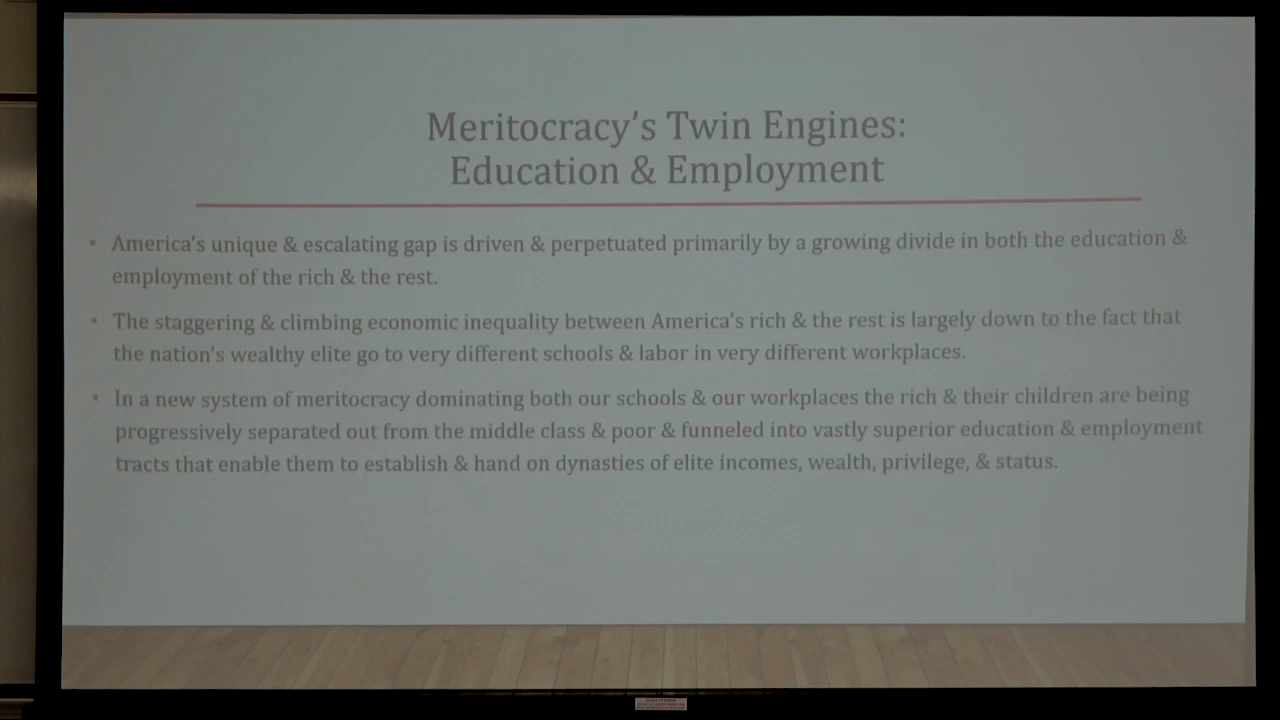 Meritocracy's Twin Engines:
Education & Employment
▪ America's unique & escalating gap is driven & perpetuated primarily by a growing divide in both the education &
employment of the rich & the rest.
▪ The staggering & climbing economic inequality between America's rich & the rest is largely down to the fact that
the nation's wealthy elite go to very different schools & labor in very different workplaces.
▪ In a new system of meritocracy dominating both our schools & our workplaces the rich & their children are being
progressively separated out from the middle class & poor & funneled into vastly superior education & employment
tracts that enable them to establish & hand on dynasties of elite incomes, wealth, privilege, & status.